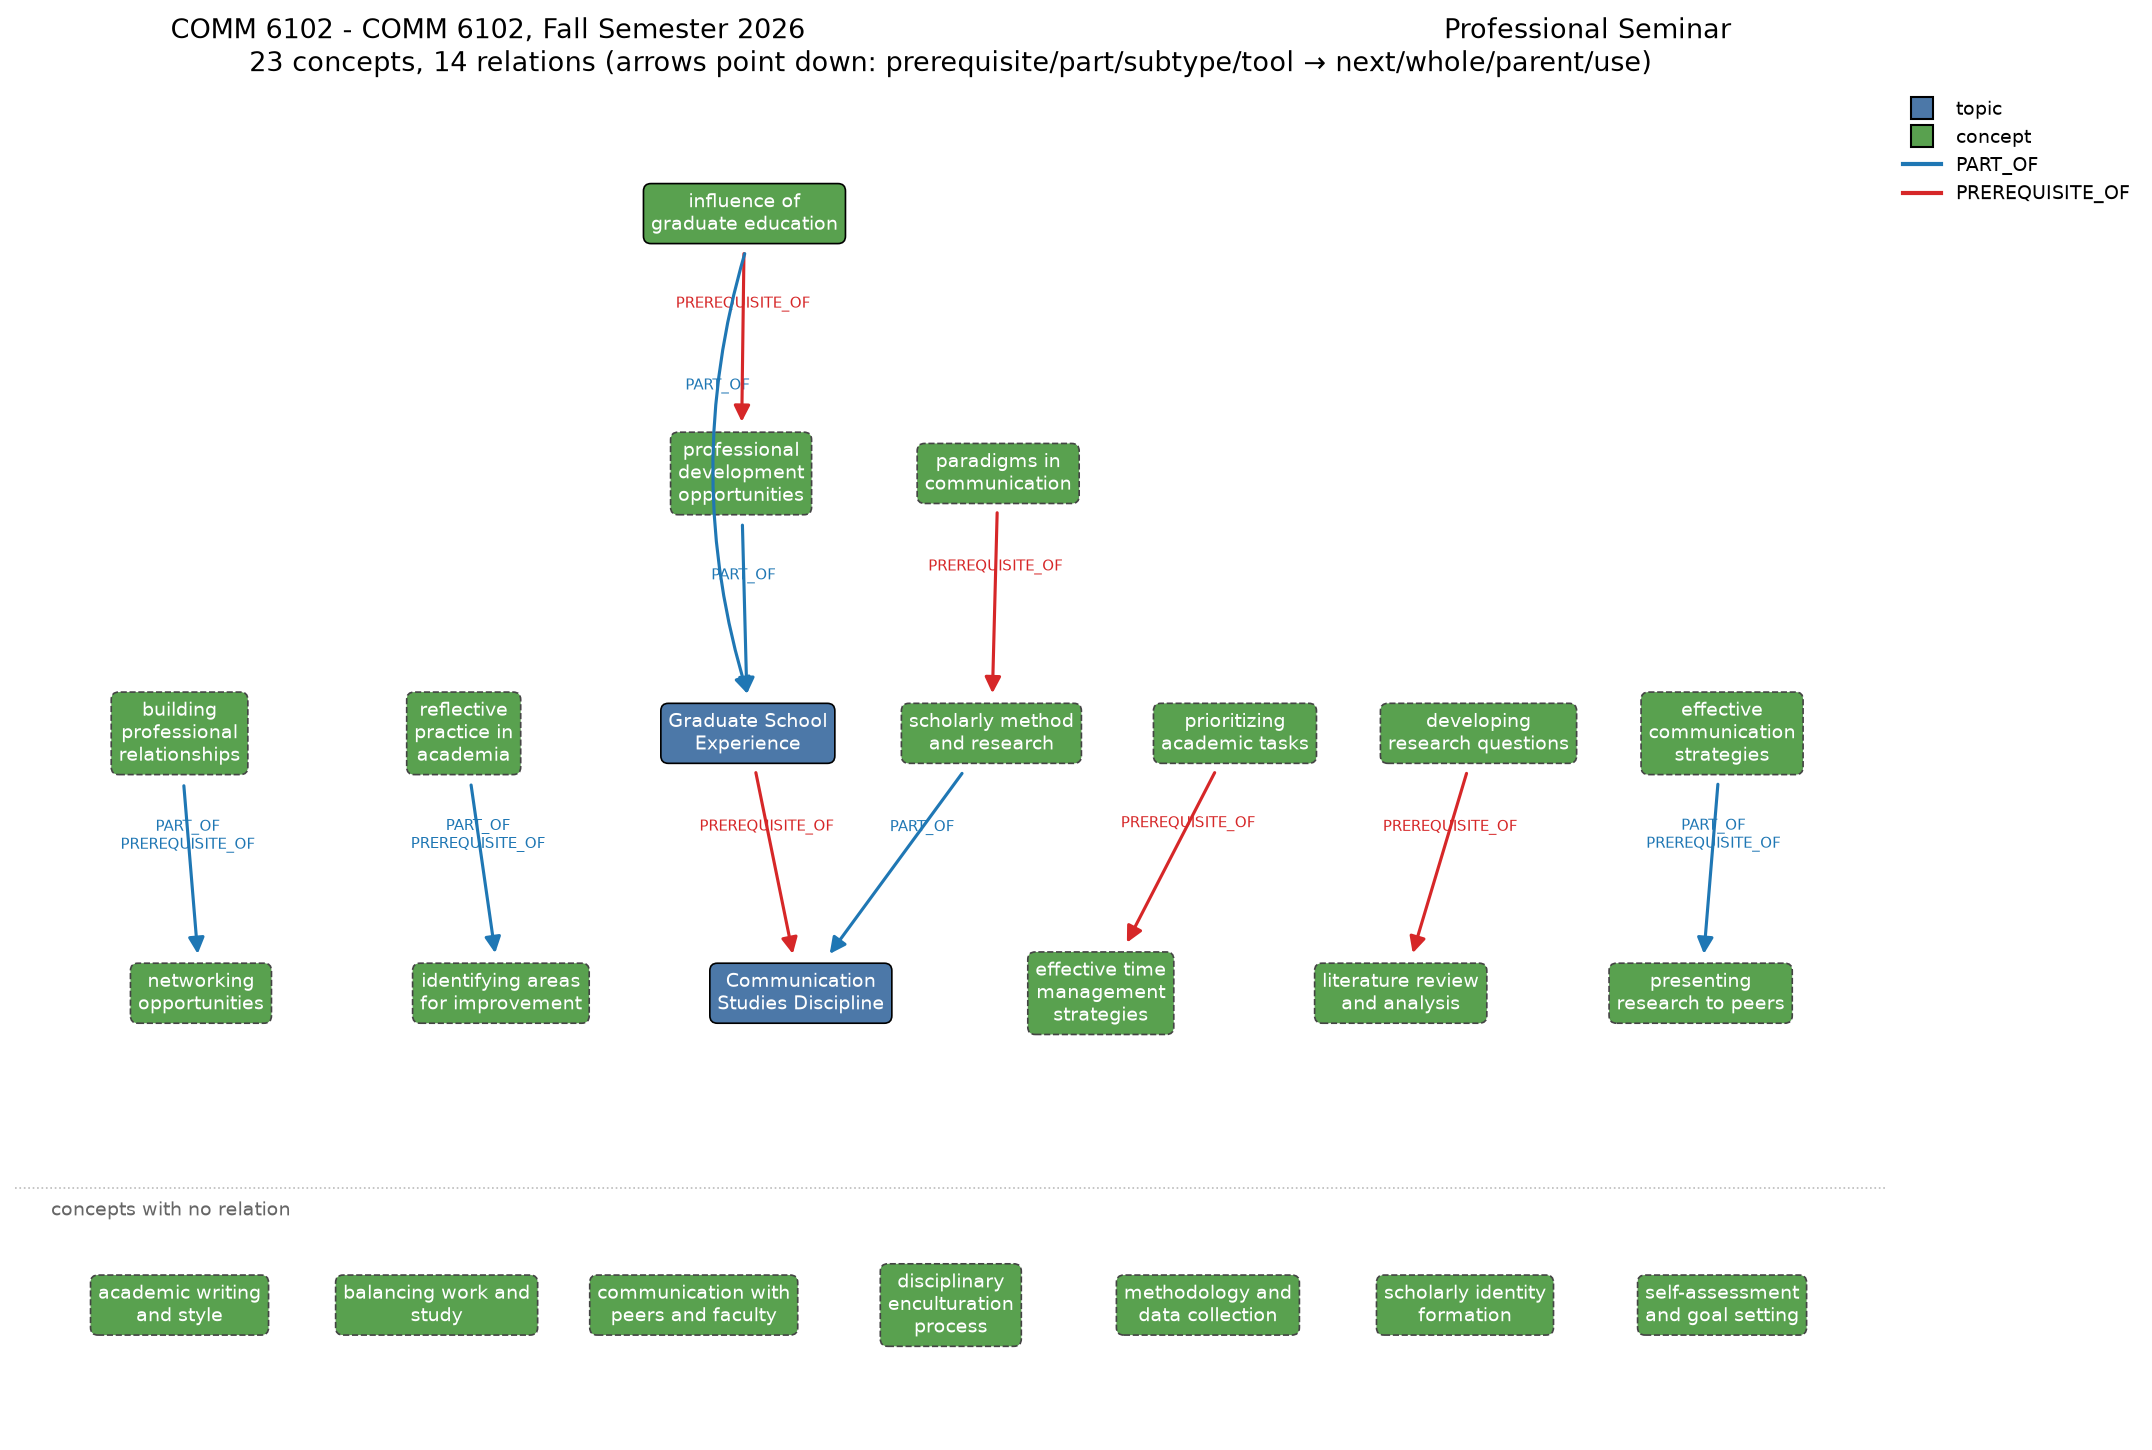 COMM 6102 - COMM 6102, Fall Semester 2026 Professional Seminar
23 concepts, 14 relations (arrows point down: prerequisite/part/subtype/tool → next/whole/parent/use)
topic
concept
PART_OF
PREREQUISITE_OF
influence of
graduate education
PREREQUISITE_OF
PART_OF
professional
development
opportunities
paradigms in
communication
PART_OF
PREREQUISITE_OF
building
professional
relationships
reflective
practice in
academia
Graduate School
Experience
scholarly method
and research
prioritizing
academic tasks
developing
research questions
effective
communication
strategies
PART_OF
PREREQUISITE_OF
PART_OF
PREREQUISITE_OF
PREREQUISITE_OF
PART_OF
PREREQUISITE_OF
PREREQUISITE_OF
PART_OF
PREREQUISITE_OF
networking
opportunities
identifying areas
for improvement
Communication
Studies Discipline
effective time
management
strategies
literature review
and analysis
presenting
research to peers
concepts with no relation
academic writing
and style
balancing work and
study
communication with
peers and faculty
disciplinary
enculturation
process
methodology and
data collection
scholarly identity
formation
self-assessment
and goal setting